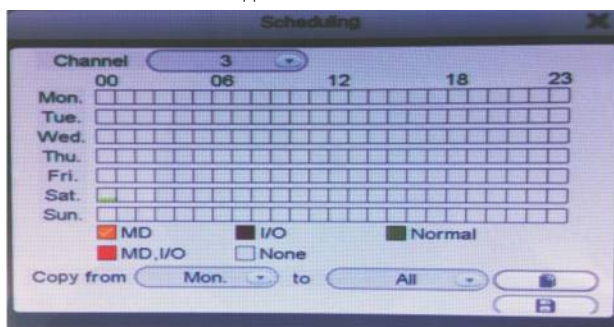 Scheduling
Channel 3
00 06 12 18 23
Mon.
Tue.
Wed.
Thu.
Fri.
Sat.
Sun.
MD I/O Normal
MD,I/O None
Copy from Mon. to All